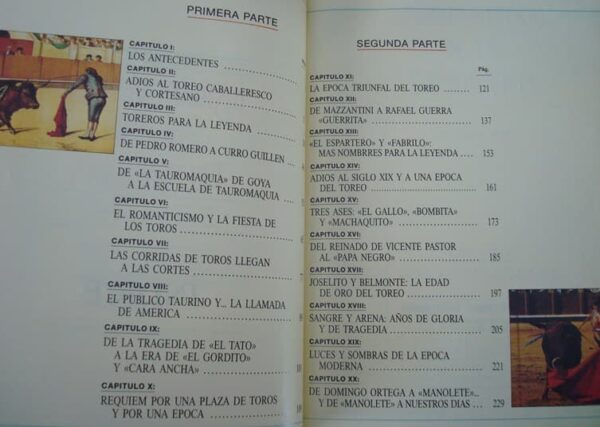 PRIMERA PARTE
CAPITULO I:
LOS ANTECEDENTES
CAPITULO II:
ADIOS AL TOREO CABALLERESCO
Y CORTESANO
CAPITULO III:
TOREROS PARA LA LEYENDA
CAPITULO IV:
DE PEDRO ROMERO A CURRO GUILLEN
CAPITULO V:
DE «LA TAUROMAQUIA» DE GOYA
A LA ESCUELA DE TAUROMAQUIA
CAPITULO VI:
EL ROMANTICISMO Y LA FIESTA DE
LOS TOROS
CAPITULO VII:
LAS CORRIDAS DE TOROS LLEGAN
A LAS CORTES
CAPITULO VIII:
EL PUBLICO TAURINO Y... LA LLAMADA
DE AMERICA
CAPITULO IX:
DE LA TRAGEDIA DE «EL TATO»
A LA ERA DE «EL GORDITO»
Y «CARA ANCHA»
CAPITULO X:
REQUIEM POR UNA PLAZA DE TOROS
Y POR UNA EPOCA
SEGUNDA PARTE
Pág.
CAPITULO XI:
LA EPOCA TRIUNFAL DEL TOREO 121
CAPITULO XII:
DE MAZZANTINI A RAFAEL GUERRA
«GUERRITA» 137
CAPITULO XIII:
«EL ESPARTERO» Y «FABRILO»:
MAS NOMBRRES PARA LA LEYENDA 153
CAPITULO XIV:
ADIOS AL SIGLO XIX Y A UNA EPOCA
DEL TOREO 161
CAPITULO XV:
TRES ASES: «EL GALLO», «BOMBITA»
Y «MACHAQUITO» 173
CAPITULO XVI:
DEL REINADO DE VICENTE PASTOR
AL «PAPA NEGRO» 185
CAPITULO XVII:
JOSELITO Y BELMONTE: LA EDAD
DE ORO DEL TOREO 197
CAPITULO XVIII:
SANGRE Y ARENA: AÑOS DE GLORIA
Y DE TRAGEDIA 205
CAPITULO XIX:
LUCES Y SOMBRAS DE LA EPOCA
MODERNA 221
CAPITULO XX:
DE DOMINGO ORTEGA A «MANOLETE»...
Y DE «MANOLETE» A NUESTROS DIAS 229